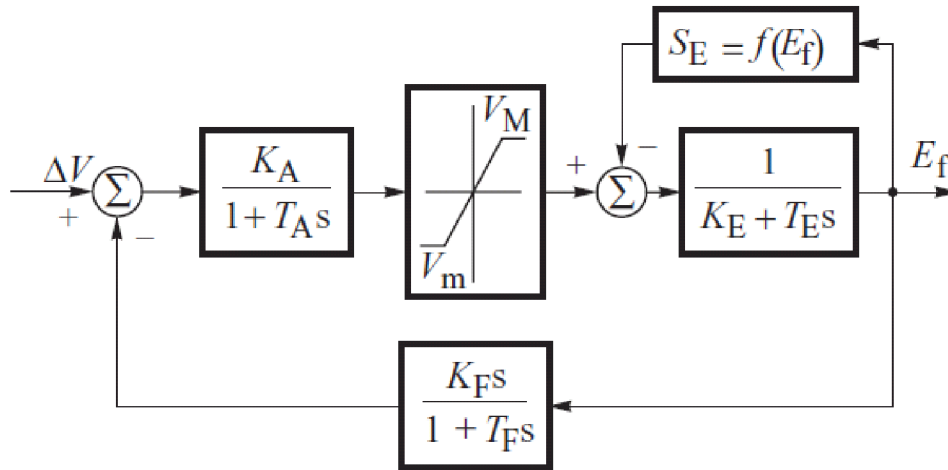 S_E = f(E_f)
ΔV
+
Σ
−
K_A
1 + T_A s
V_M
V_m
+
−
Σ
1
K_E + T_E s
E_f
K_F s
1 + T_F s